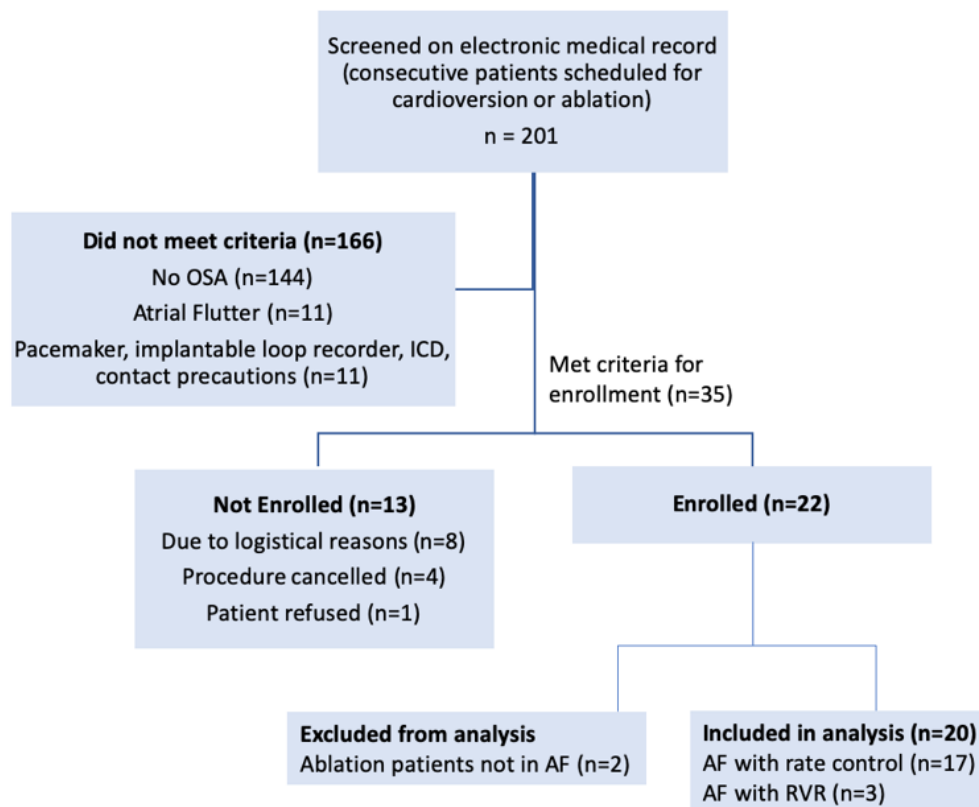 Screened on electronic medical record
(consecutive patients scheduled for
cardioversion or ablation)
n = 201
Did not meet criteria (n=166)
No OSA (n=144)
Atrial Flutter (n=11)
Pacemaker, implantable loop recorder, ICD,
contact precautions (n=11)
Met criteria for
enrollment (n=35)
Not Enrolled (n=13)
Due to logistical reasons (n=8)
Procedure cancelled (n=4)
Patient refused (n=1)
Enrolled (n=22)
Excluded from analysis
Ablation patients not in AF (n=2)
Included in analysis (n=20)
AF with rate control (n=17)
AF with RVR (n=3)